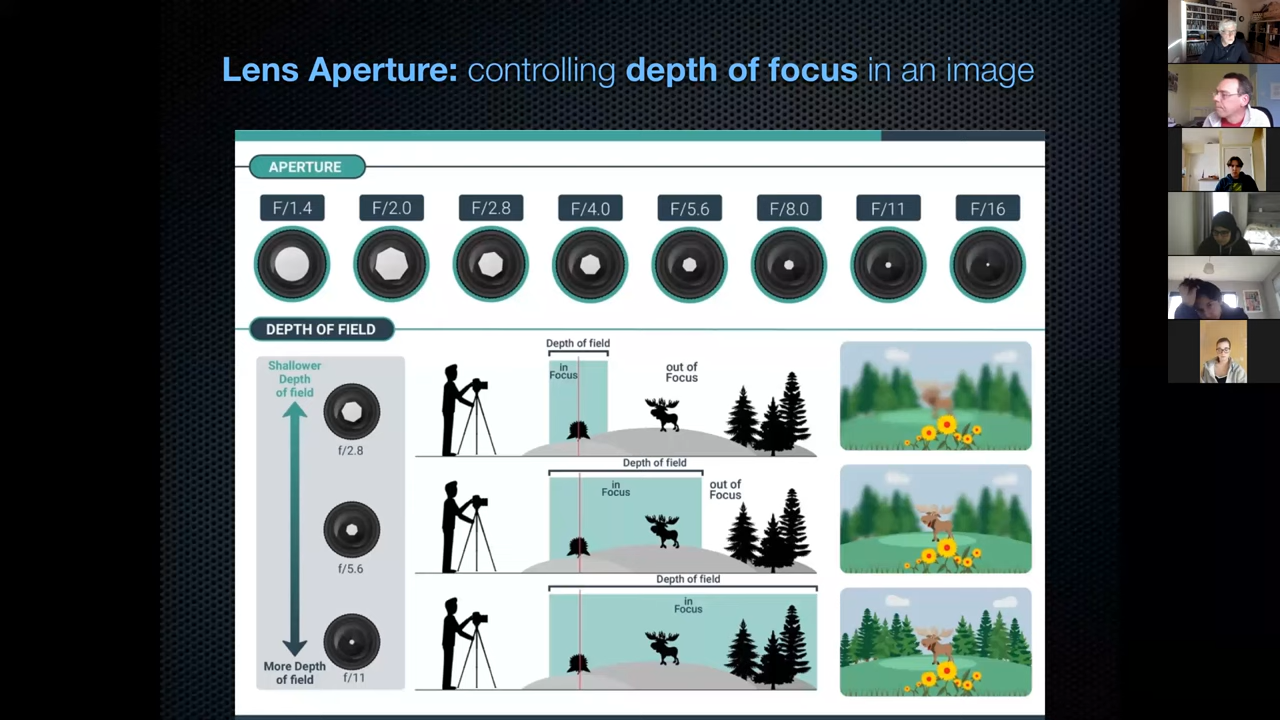 Lens Aperture: controlling depth of focus in an image
APERTURE
F/1.4 F/2.0 F/2.8 F/4.0 F/5.6 F/8.0 F/11 F/16
DEPTH OF FIELD
Shallower
Depth
of field
f/2.8
f/5.6
More Depth
of field
f/11
Depth of field
in
Focus
out of
Focus
Depth of field
in
Focus
out of
Focus
Depth of field
in
Focus